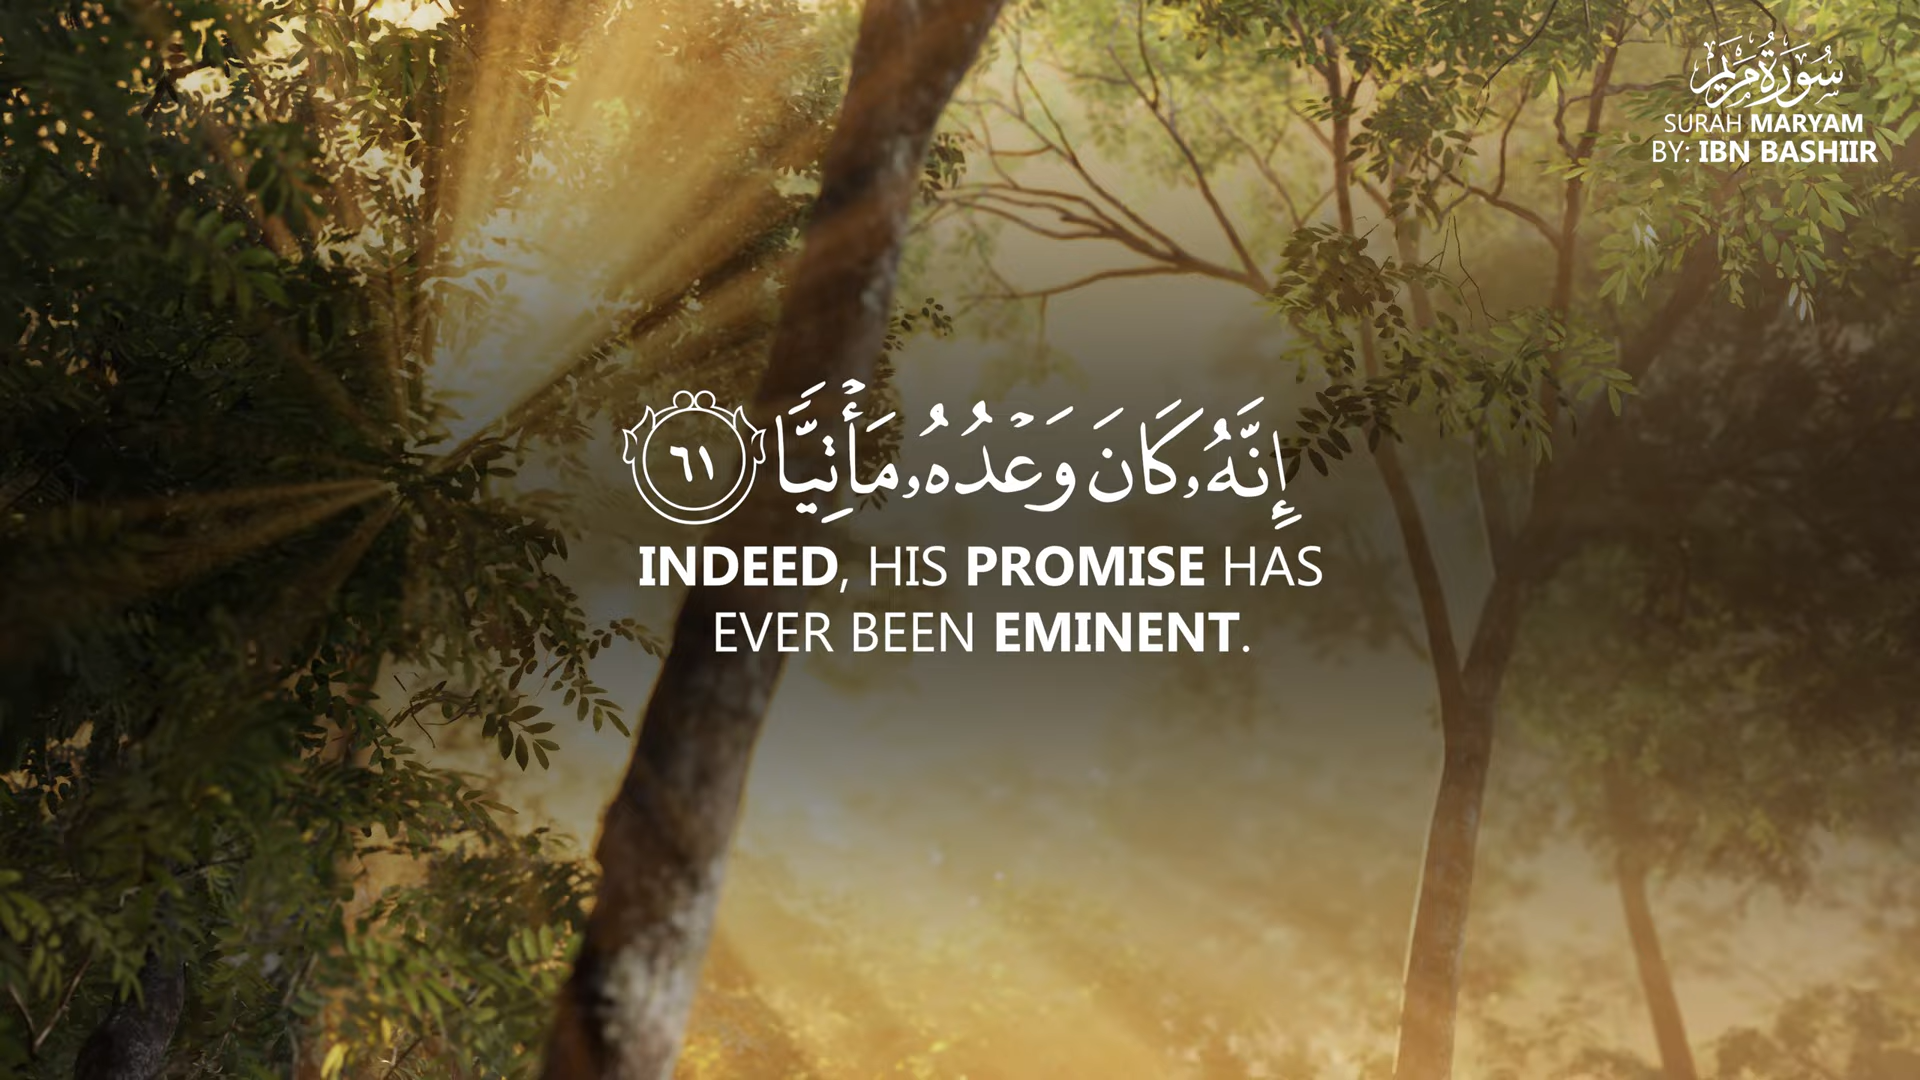 سُورَةُ مَرْيَم
SURAH MARYAM
BY: IBN BASHIIR
إِنَّهُۥ كَانَ وَعۡدُهُۥ مَأۡتِيّٗا ٦١
INDEED, HIS PROMISE HAS
EVER BEEN EMINENT.